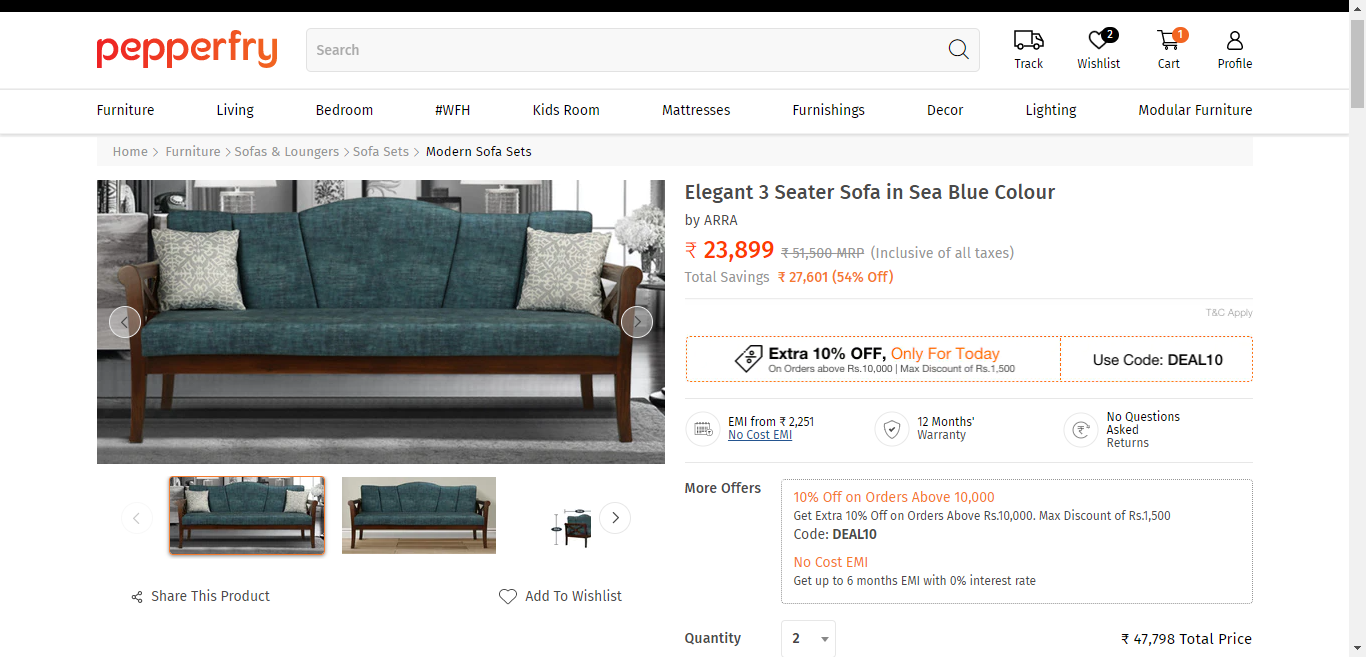 pepperfry
Search
Track
Wishlist 2
Cart 1
Profile
Furniture Living Bedroom #WFH Kids Room Mattresses Furnishings Decor Lighting Modular Furniture
Home > Furniture > Sofas & Loungers > Sofa Sets > Modern Sofa Sets
Elegant 3 Seater Sofa in Sea Blue Colour
by ARRA
₹ 23,899 ₹ 51,500 MRP (Inclusive of all taxes)
Total Savings ₹ 27,601 (54% Off)
T&C Apply
Extra 10% OFF, Only For Today
On Orders above Rs.10,000 | Max Discount of Rs.1,500
Use Code: DEAL10
EMI from ₹ 2,251
No Cost EMI
12 Months'
Warranty
No Questions
Asked
Returns
More Offers
10% Off on Orders Above 10,000
Get Extra 10% Off on Orders Above Rs.10,000. Max Discount of Rs.1,500
Code: DEAL10
No Cost EMI
Get up to 6 months EMI with 0% interest rate
Share This Product
Add To Wishlist
Quantity 2 ₹ 47,798 Total Price